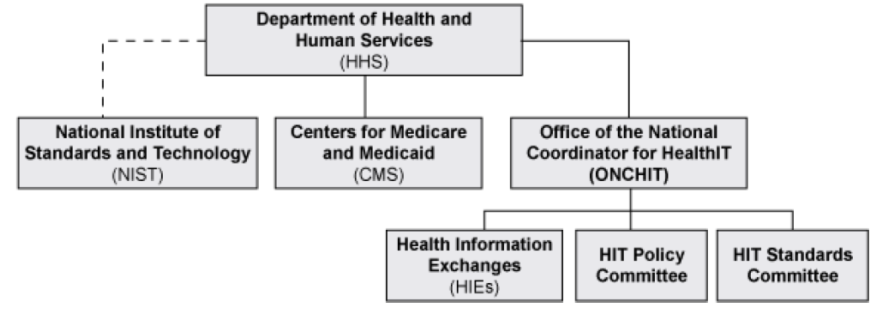 Department of Health and
Human Services
(HHS)
National Institute of
Standards and Technology
(NIST)
Centers for Medicare
and Medicaid
(CMS)
Office of the National
Coordinator for HealthIT
(ONCHIT)
Health Information
Exchanges
(HIEs)
HIT Policy
Committee
HIT Standards
Committee